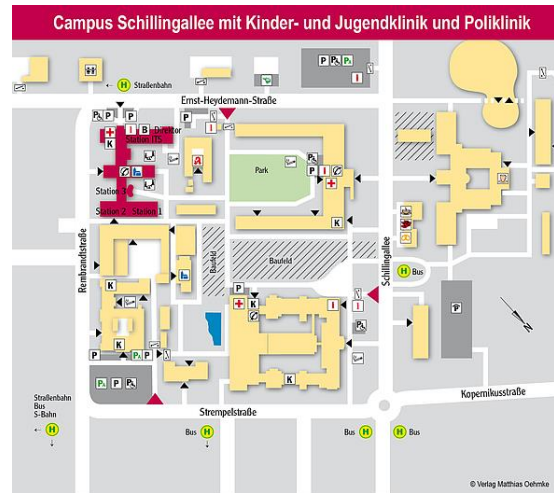 Campus Schillingallee mit Kinder- und Jugendklinik und Poliklinik
P P P
H Straßenbahn
Ernst-Heydemann-Straße
P P P
i B Direktor
Station ITS
K
Station 3
Station 2 Station 1
Park
P
P i
K
Rembrandtstraße
Baufeld
Baufeld
Schillingallee
H Bus
P
K
i i
P
K
P P P
K
P P P
N
Strempelstraße
Kopernikusstraße
Straßenbahn
Bus
S-Bahn
H
Bus H
Bus H
H Bus
© Verlag Matthias Oehmke